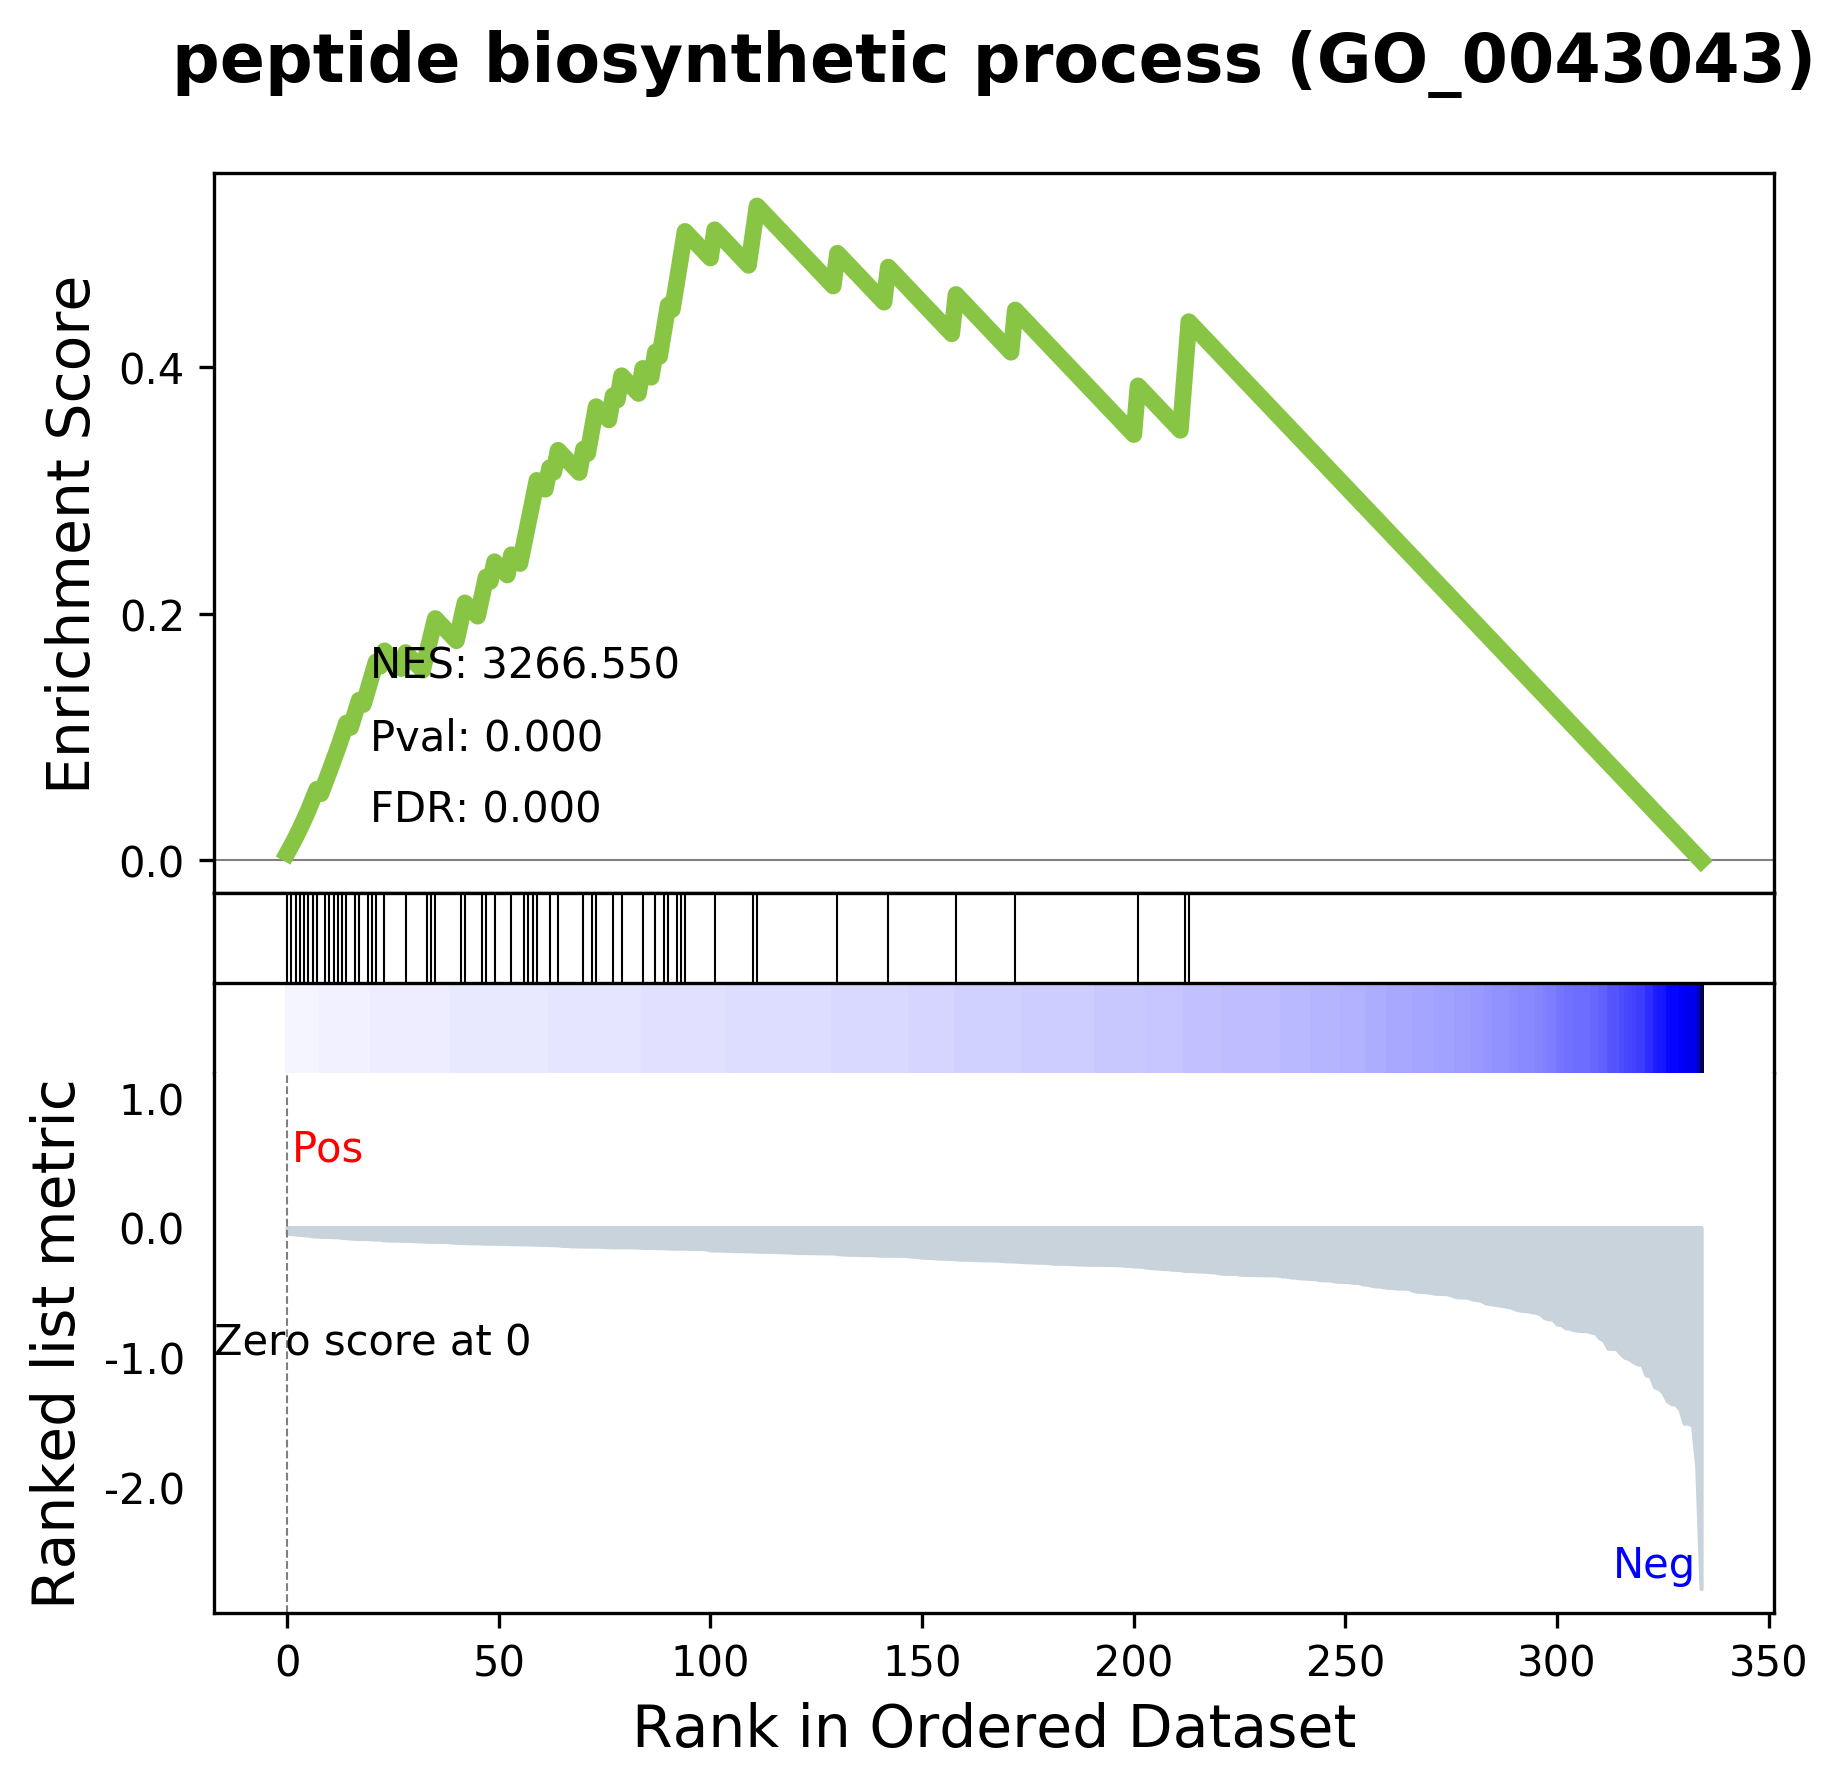 peptide biosynthetic process (GO_0043043)
Enrichment Score
0.4
0.2
0.0
NES: 3266.550
Pval: 0.000
FDR: 0.000
Ranked list metric
1.0
0.0
-1.0
-2.0
Pos
Zero score at 0
Neg
0 50 100 150 200 250 300 350
Rank in Ordered Dataset